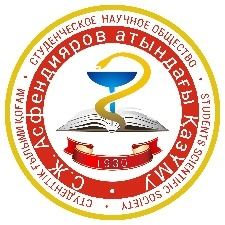 СТУДЕНЧЕСКОЕ НАУЧНОЕ ОБЩЕСТВО
STUDENTS SCIENTIFIC SOCIETY
СТУДЕНТТІК ҒЫЛЫМИ ҚОҒАМ
С.Ж. Асфендияров атындағы ҚазҰМУ
1930